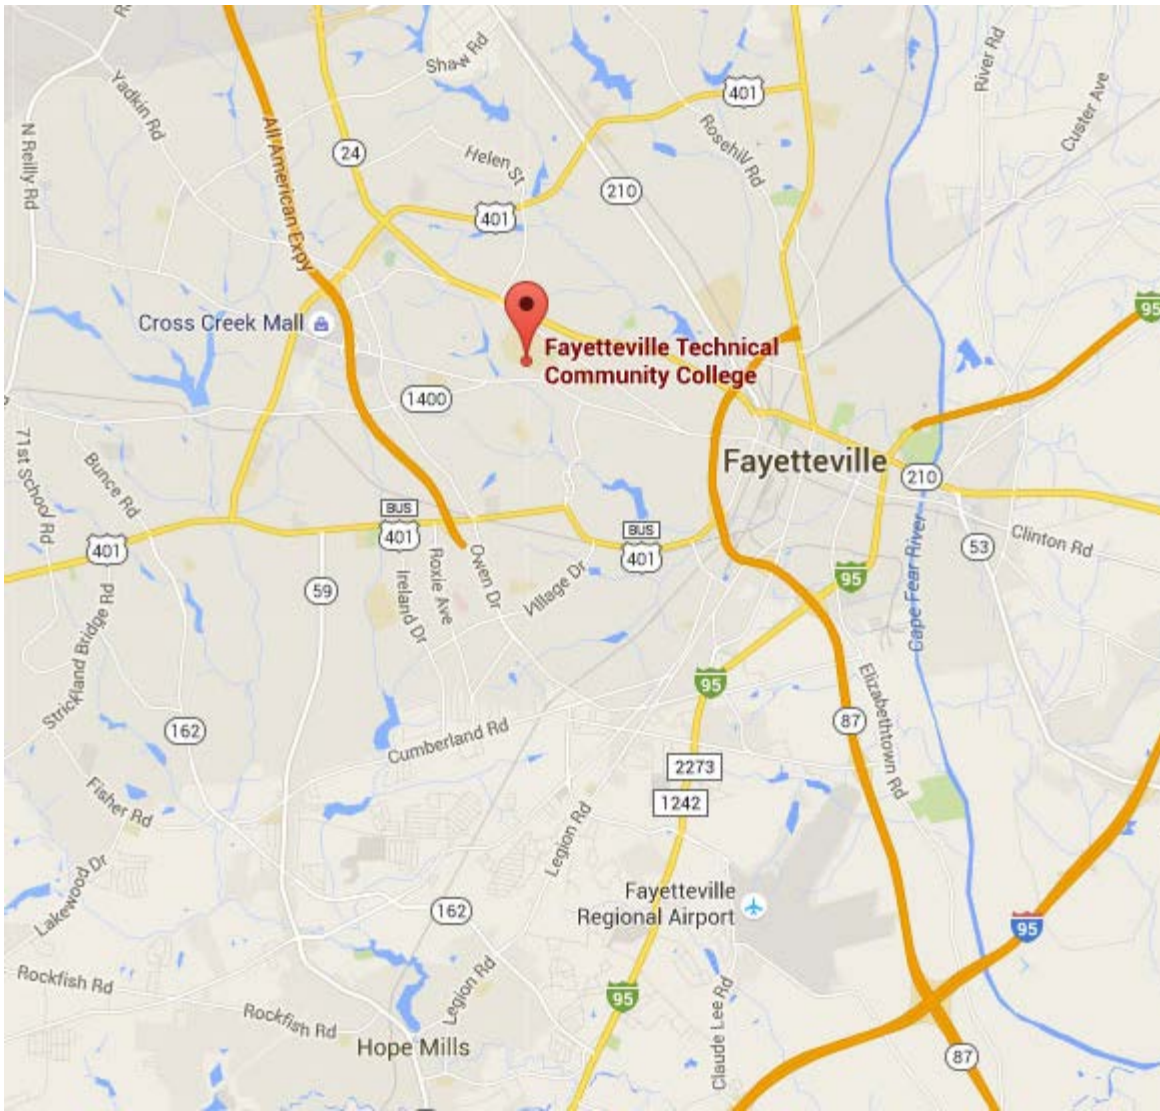 Shaw Rd
River Rd
401
Yadkin Rd
Custer Ave
All American Expy
N Reilly Rd
24
Rosehill Rd
Helen St
210
401
95
Cross Creek Mall
Fayetteville Technical
Community College
1400
71st School Rd
Bunce Rd
Fayetteville
210
BUS
401
BUS
401
401
Owen Dr
Roxie Ave
Ireland Dr
Village Dr
53
Clinton Rd
Cape Fear River
95
59
Strickland Bridge Rd
95
Elizabethtown Rd
162
87
Cumberland Rd
2273
1242
Fisher Rd
Legion Rd
Lakewood Dr
Fayetteville
Regional Airport
162
95
Rockfish Rd
Legion Rd
95
Claude Lee Rd
Rockfish Rd
Hope Mills
87